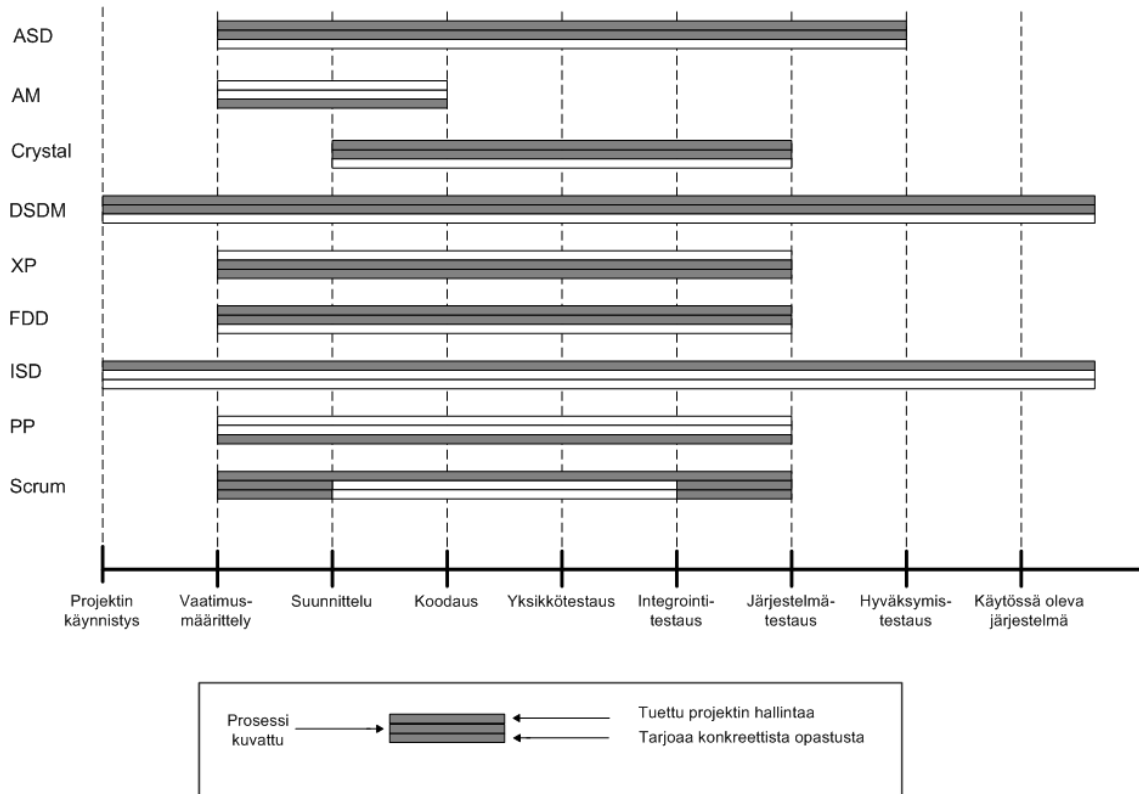 ASD
AM
Crystal
DSDM
XP
FDD
ISD
PP
Scrum
Projektin
käynnistys
Vaatimus-
määrittely
Suunnittelu
Koodaus
Yksikkötestaus
Integrointi-
testaus
Järjestelmä-
testaus
Hyväksymis-
testaus
Käytössä oleva
järjestelmä
Prosessi
kuvattu
Tuettu projektin hallintaa
Tarjoaa konkreettista opastusta